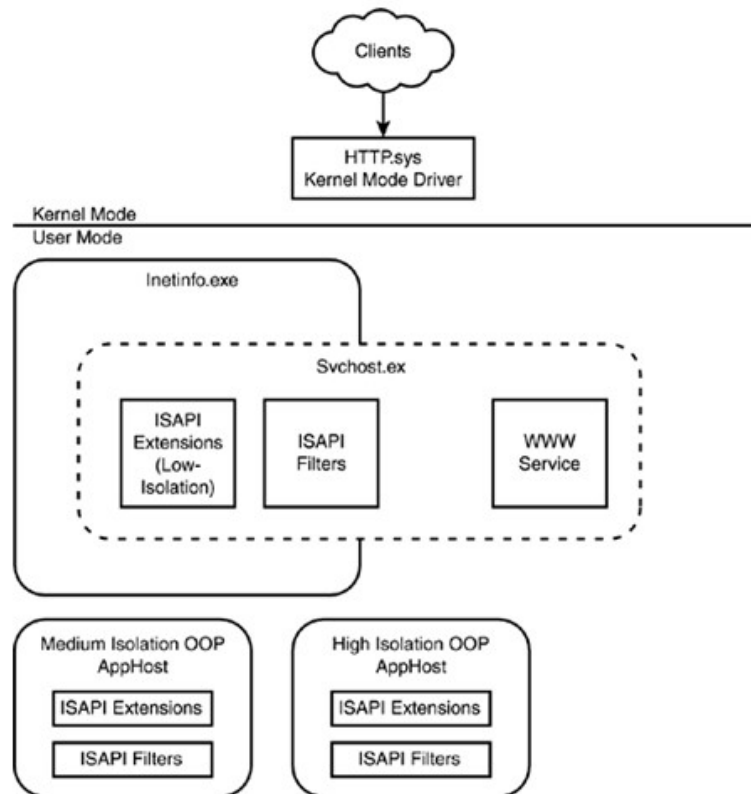 Clients
HTTP.sys
Kernel Mode Driver
Kernel Mode
User Mode
Inetinfo.exe
Svchost.ex
ISAPI
Extensions
(Low-
Isolation)
ISAPI
Filters
WWW
Service
Medium Isolation OOP
AppHost
ISAPI Extensions
ISAPI Filters
High Isolation OOP
AppHost
ISAPI Extensions
ISAPI Filters